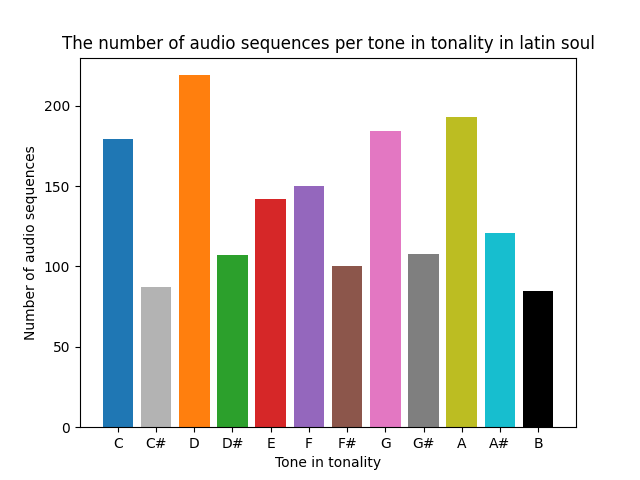 The number of audio sequences per tone in tonality in latin soul
Number of audio sequences
200
150
100
50
0
C C# D D# E F F# G G# A A# B
Tone in tonality